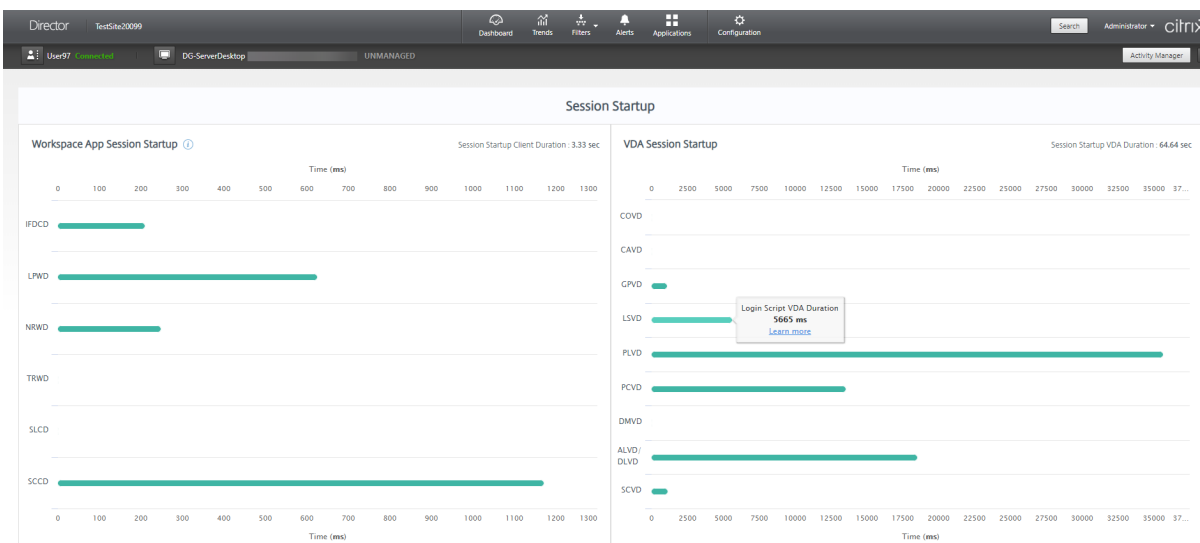 Director TestSite20099 Dashboard Trends Filters Alerts Applications Configuration Search Administrator citrix
User97 Connected DG-ServerDesktop UNMANAGED Activity Manager
Session Startup
Workspace App Session Startup Session Startup Client Duration : 3.33 sec
Time (ms)
0 100 200 300 400 500 600 700 800 900 1000 1100 1200 1300
IFDCD
LPWD
NRWD
TRWD
SLCD
SCCD
0 100 200 300 400 500 600 700 800 900 1000 1100 1200 1300
Time (ms)
VDA Session Startup Session Startup VDA Duration : 64.64 sec
Time (ms)
0 2500 5000 7500 10000 12500 15000 17500 20000 22500 25000 27500 30000 32500 35000 37...
COVD
CAVD
GPVD
LSVD
Login Script VDA Duration
5665 ms
Learn more
PLVD
PCVD
DMVD
ALVD/
DLVD
SCVD
0 2500 5000 7500 10000 12500 15000 17500 20000 22500 25000 27500 30000 32500 35000 37...
Time (ms)